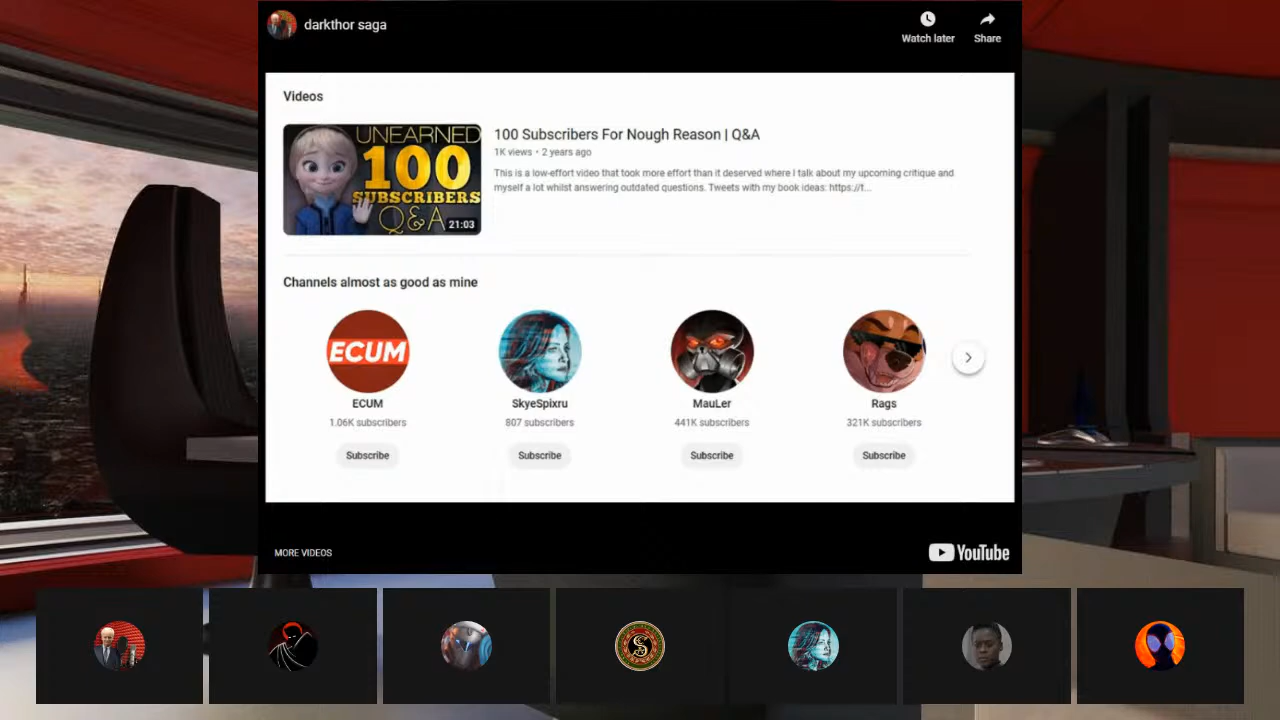 darkthor saga
Watch later
Share
Videos
UNEARNED
100
SUBSCRIBERS
Q&A
21:03
100 Subscribers For Nough Reason | Q&A
1K views • 2 years ago
This is a low-effort video that took more effort than it deserved where I talk about my upcoming critique and
myself a lot whilst answering outdated questions. Tweets with my book ideas: https://t...
Channels almost as good as mine
ECUM
ECUM
SkyeSpixru
MauLer
Rags
1.06K subscribers
807 subscribers
441K subscribers
321K subscribers
Subscribe
Subscribe
Subscribe
Subscribe
MORE VIDEOS
YouTube
S